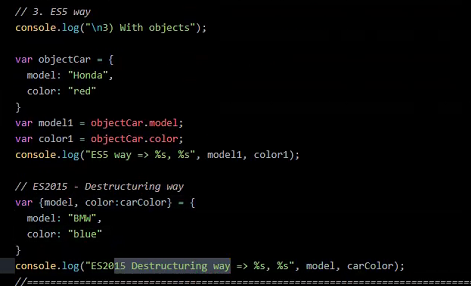 // 3. ES5 way
console.log("\n3) With objects");
var objectCar = {
model: "Honda",
color: "red"
}
var model1 = objectCar.model;
var color1 = objectCar.color;
console.log("ES5 way => %s, %s", model1, color1);
// ES2015 - Destructuring way
var {model, color:carColor} = {
model: "BMW",
color: "blue"
}
console.log("ES2015 Destructuring way => %s, %s", model, carColor);
//======================================================================